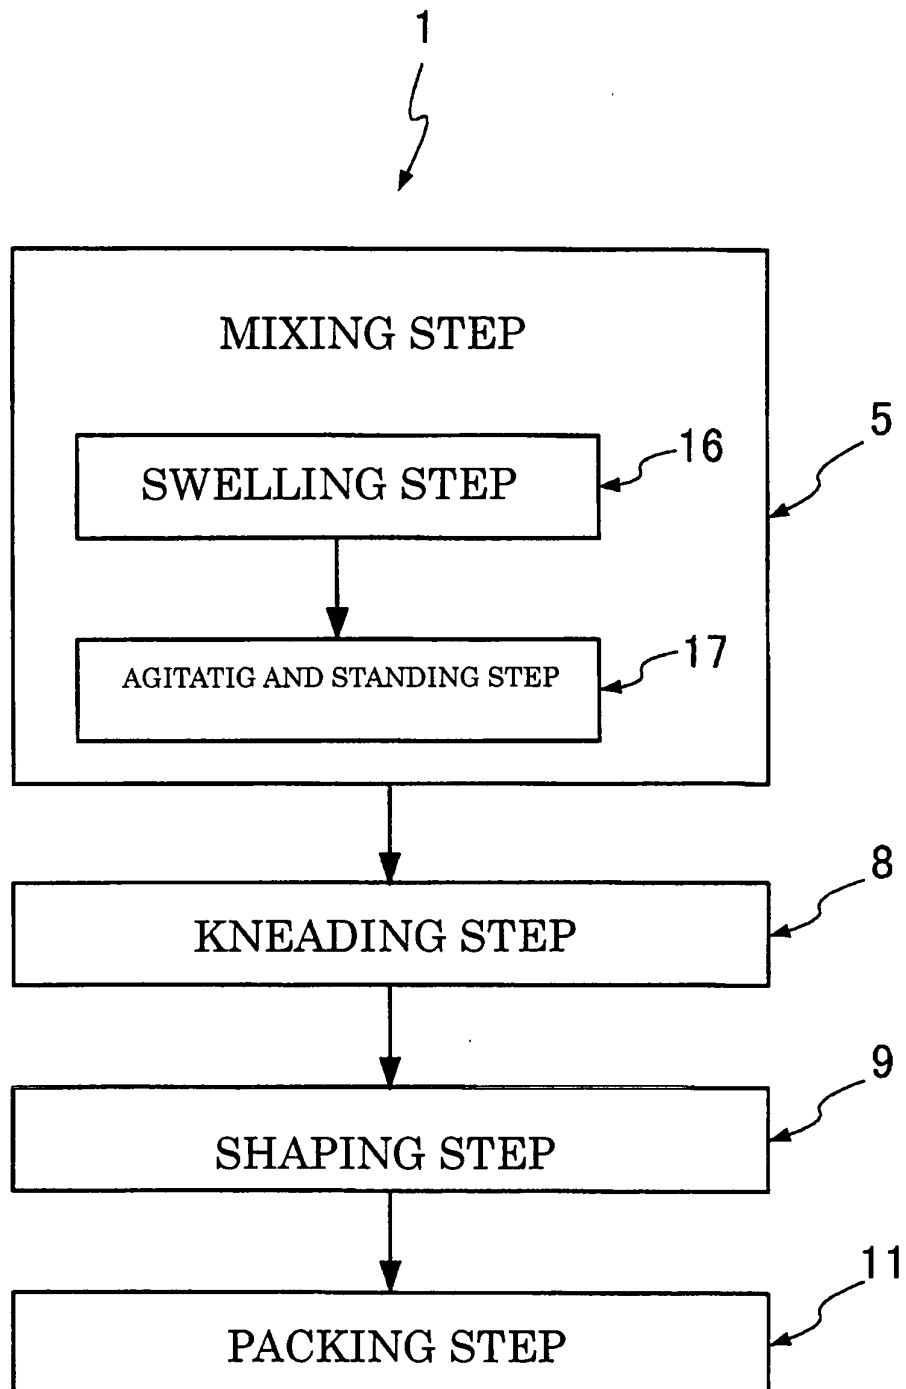 1
MIXING STEP
5
SWELLING STEP
16
AGITATIG AND STANDING STEP
17
KNEADING STEP
8
SHAPING STEP
9
PACKING STEP
11